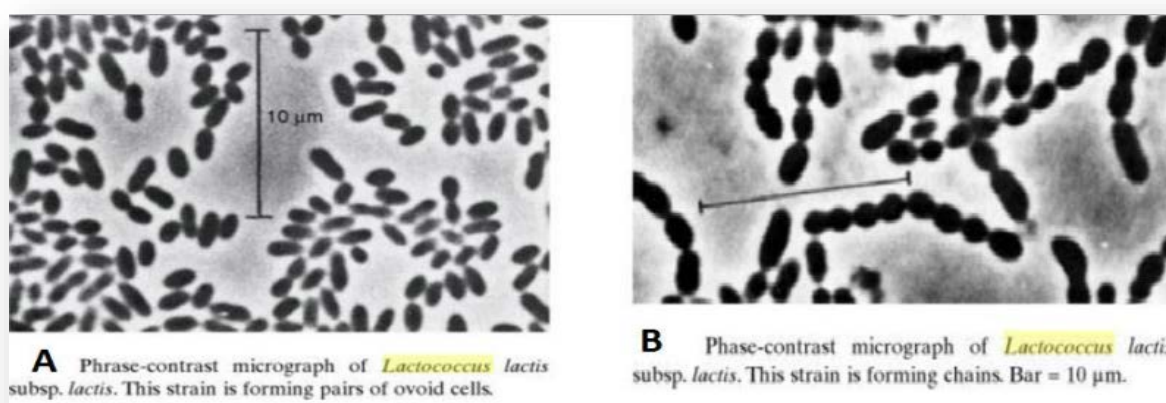 10 µm
A Phrase-contrast micrograph of Lactococcus lactis
subsp. lactis. This strain is forming pairs of ovoid cells.
B Phase-contrast micrograph of Lactococcus lacti
subsp. lactis. This strain is forming chains. Bar = 10 µm.